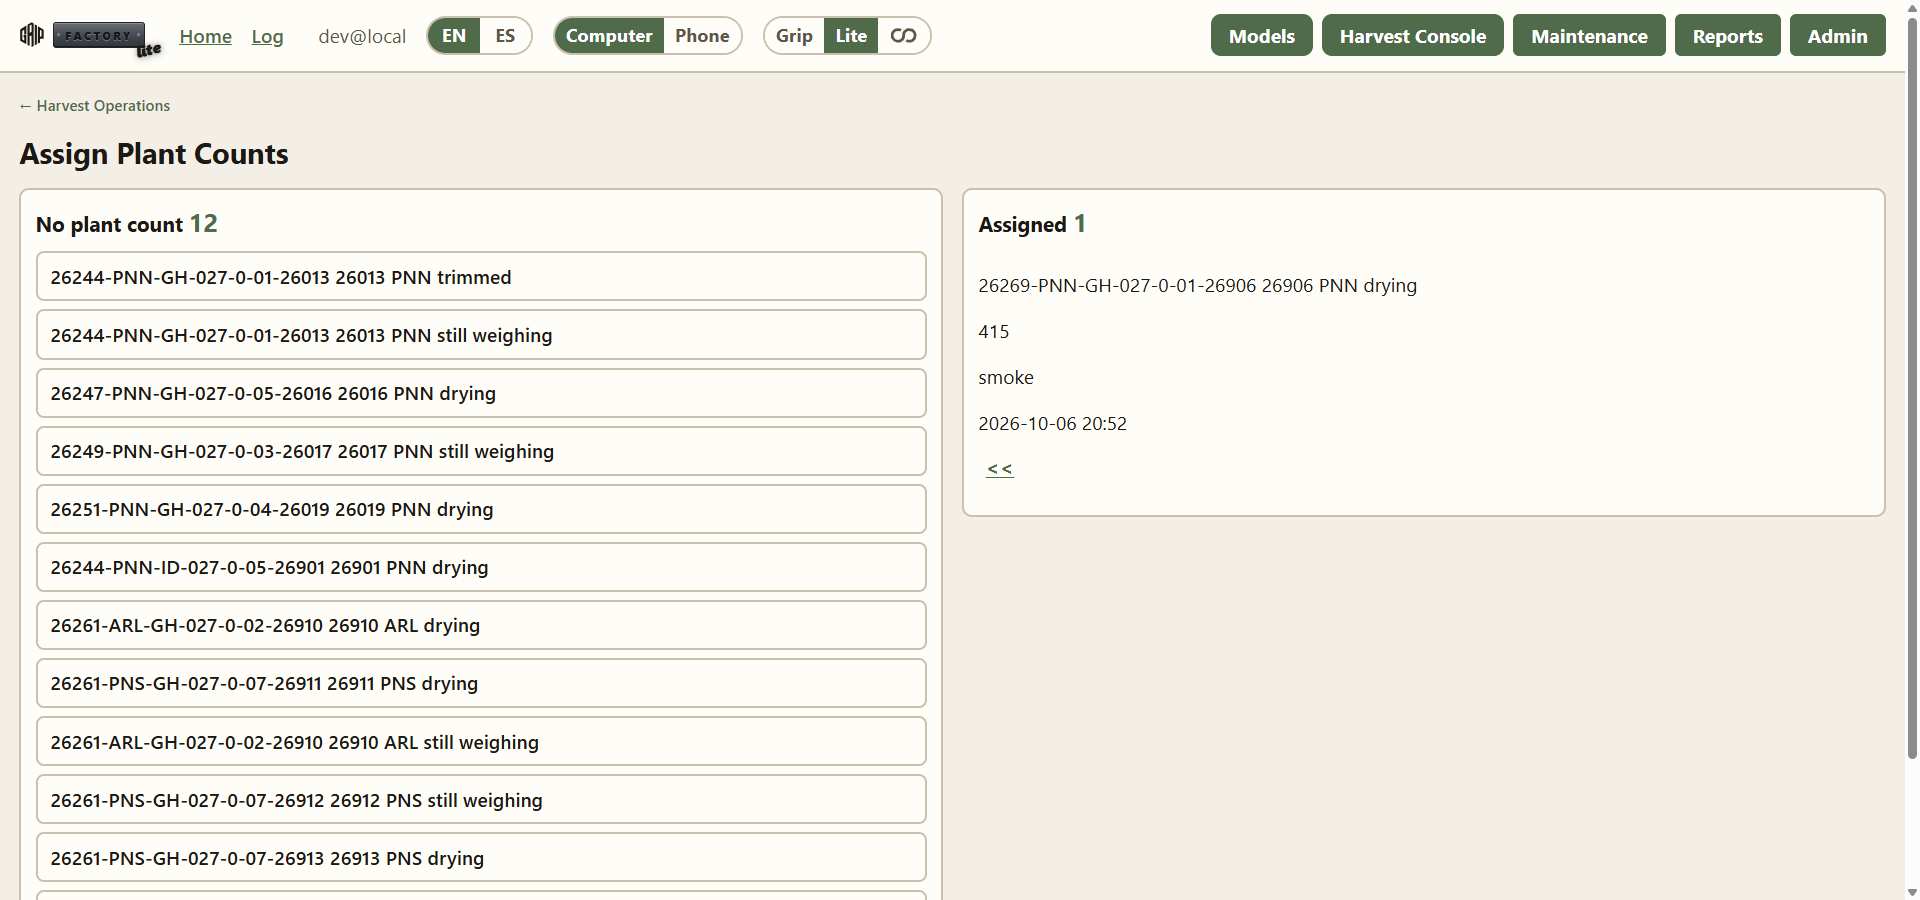 GRIP FACTORY lite Home Log dev@local EN ES Computer Phone Grip Lite Models Harvest Console Maintenance Reports Admin
← Harvest Operations
Assign Plant Counts
No plant count 12
26244-PNN-GH-027-0-01-26013 26013 PNN trimmed
26244-PNN-GH-027-0-01-26013 26013 PNN still weighing
26247-PNN-GH-027-0-05-26016 26016 PNN drying
26249-PNN-GH-027-0-03-26017 26017 PNN still weighing
26251-PNN-GH-027-0-04-26019 26019 PNN drying
26244-PNN-ID-027-0-05-26901 26901 PNN drying
26261-ARL-GH-027-0-02-26910 26910 ARL drying
26261-PNS-GH-027-0-07-26911 26911 PNS drying
26261-ARL-GH-027-0-02-26910 26910 ARL still weighing
26261-PNS-GH-027-0-07-26912 26912 PNS still weighing
26261-PNS-GH-027-0-07-26913 26913 PNS drying
Assigned 1
26269-PNN-GH-027-0-01-26906 26906 PNN drying
415
smoke
2026-10-06 20:52
<<